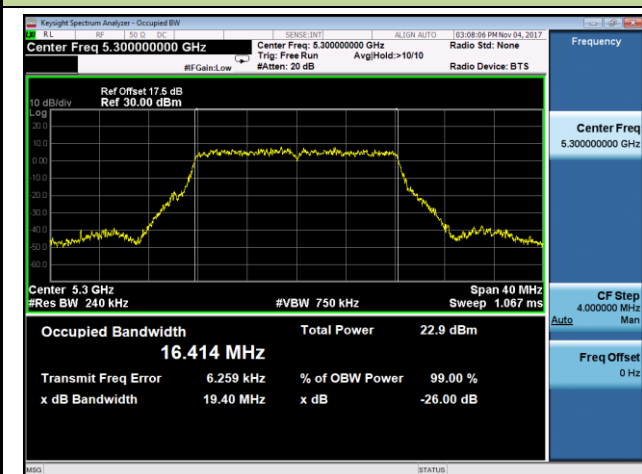 Keysight Spectrum Analyzer - Occupied BW
RL RF 50 Ω DC SENSE:INT ALIGN AUTO 03:08:06 PM Nov 04, 2017
Center Freq 5.300000000 GHz
Center Freq: 5.300000000 GHz
Radio Std: None
Trig: Free Run Avg|Hold:>10/10
#IFGain:Low
#Atten: 20 dB
Radio Device: BTS
Frequency
Ref Offset 17.5 dB
10 dB/div Ref 30.00 dBm
Log
20.0
10.0
0.00
-10.0
-20.0
-30.0
-40.0
-50.0
-60.0
Center Freq
5.300000000 GHz
Center 5.3 GHz Span 40 MHz
#Res BW 240 kHz #VBW 750 kHz Sweep 1.067 ms
CF Step
4.000000 MHz
Auto Man
Occupied Bandwidth Total Power 22.9 dBm
16.414 MHz
Transmit Freq Error 6.259 kHz % of OBW Power 99.00 %
x dB Bandwidth 19.40 MHz x dB -26.00 dB
Freq Offset
0 Hz
MSG STATUS